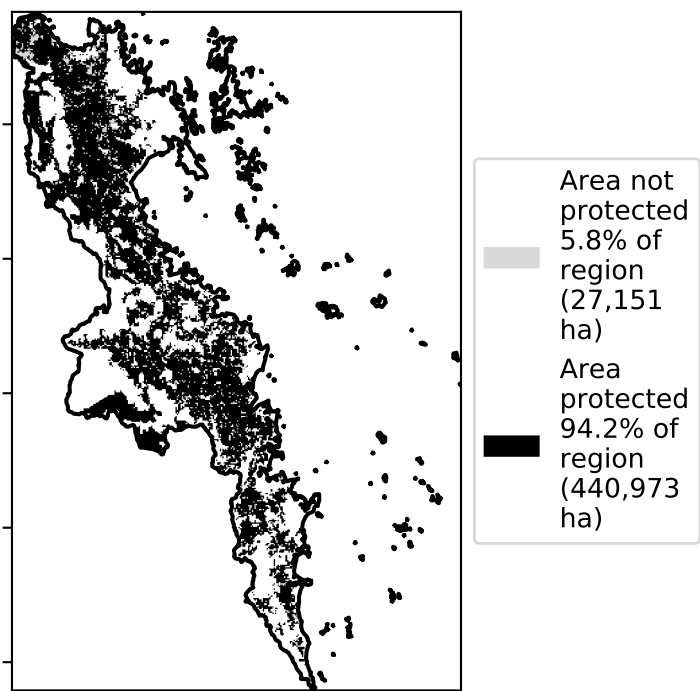 Area not
protected
5.8% of
region
(27,151
ha)
Area
protected
94.2% of
region
(440,973
ha)